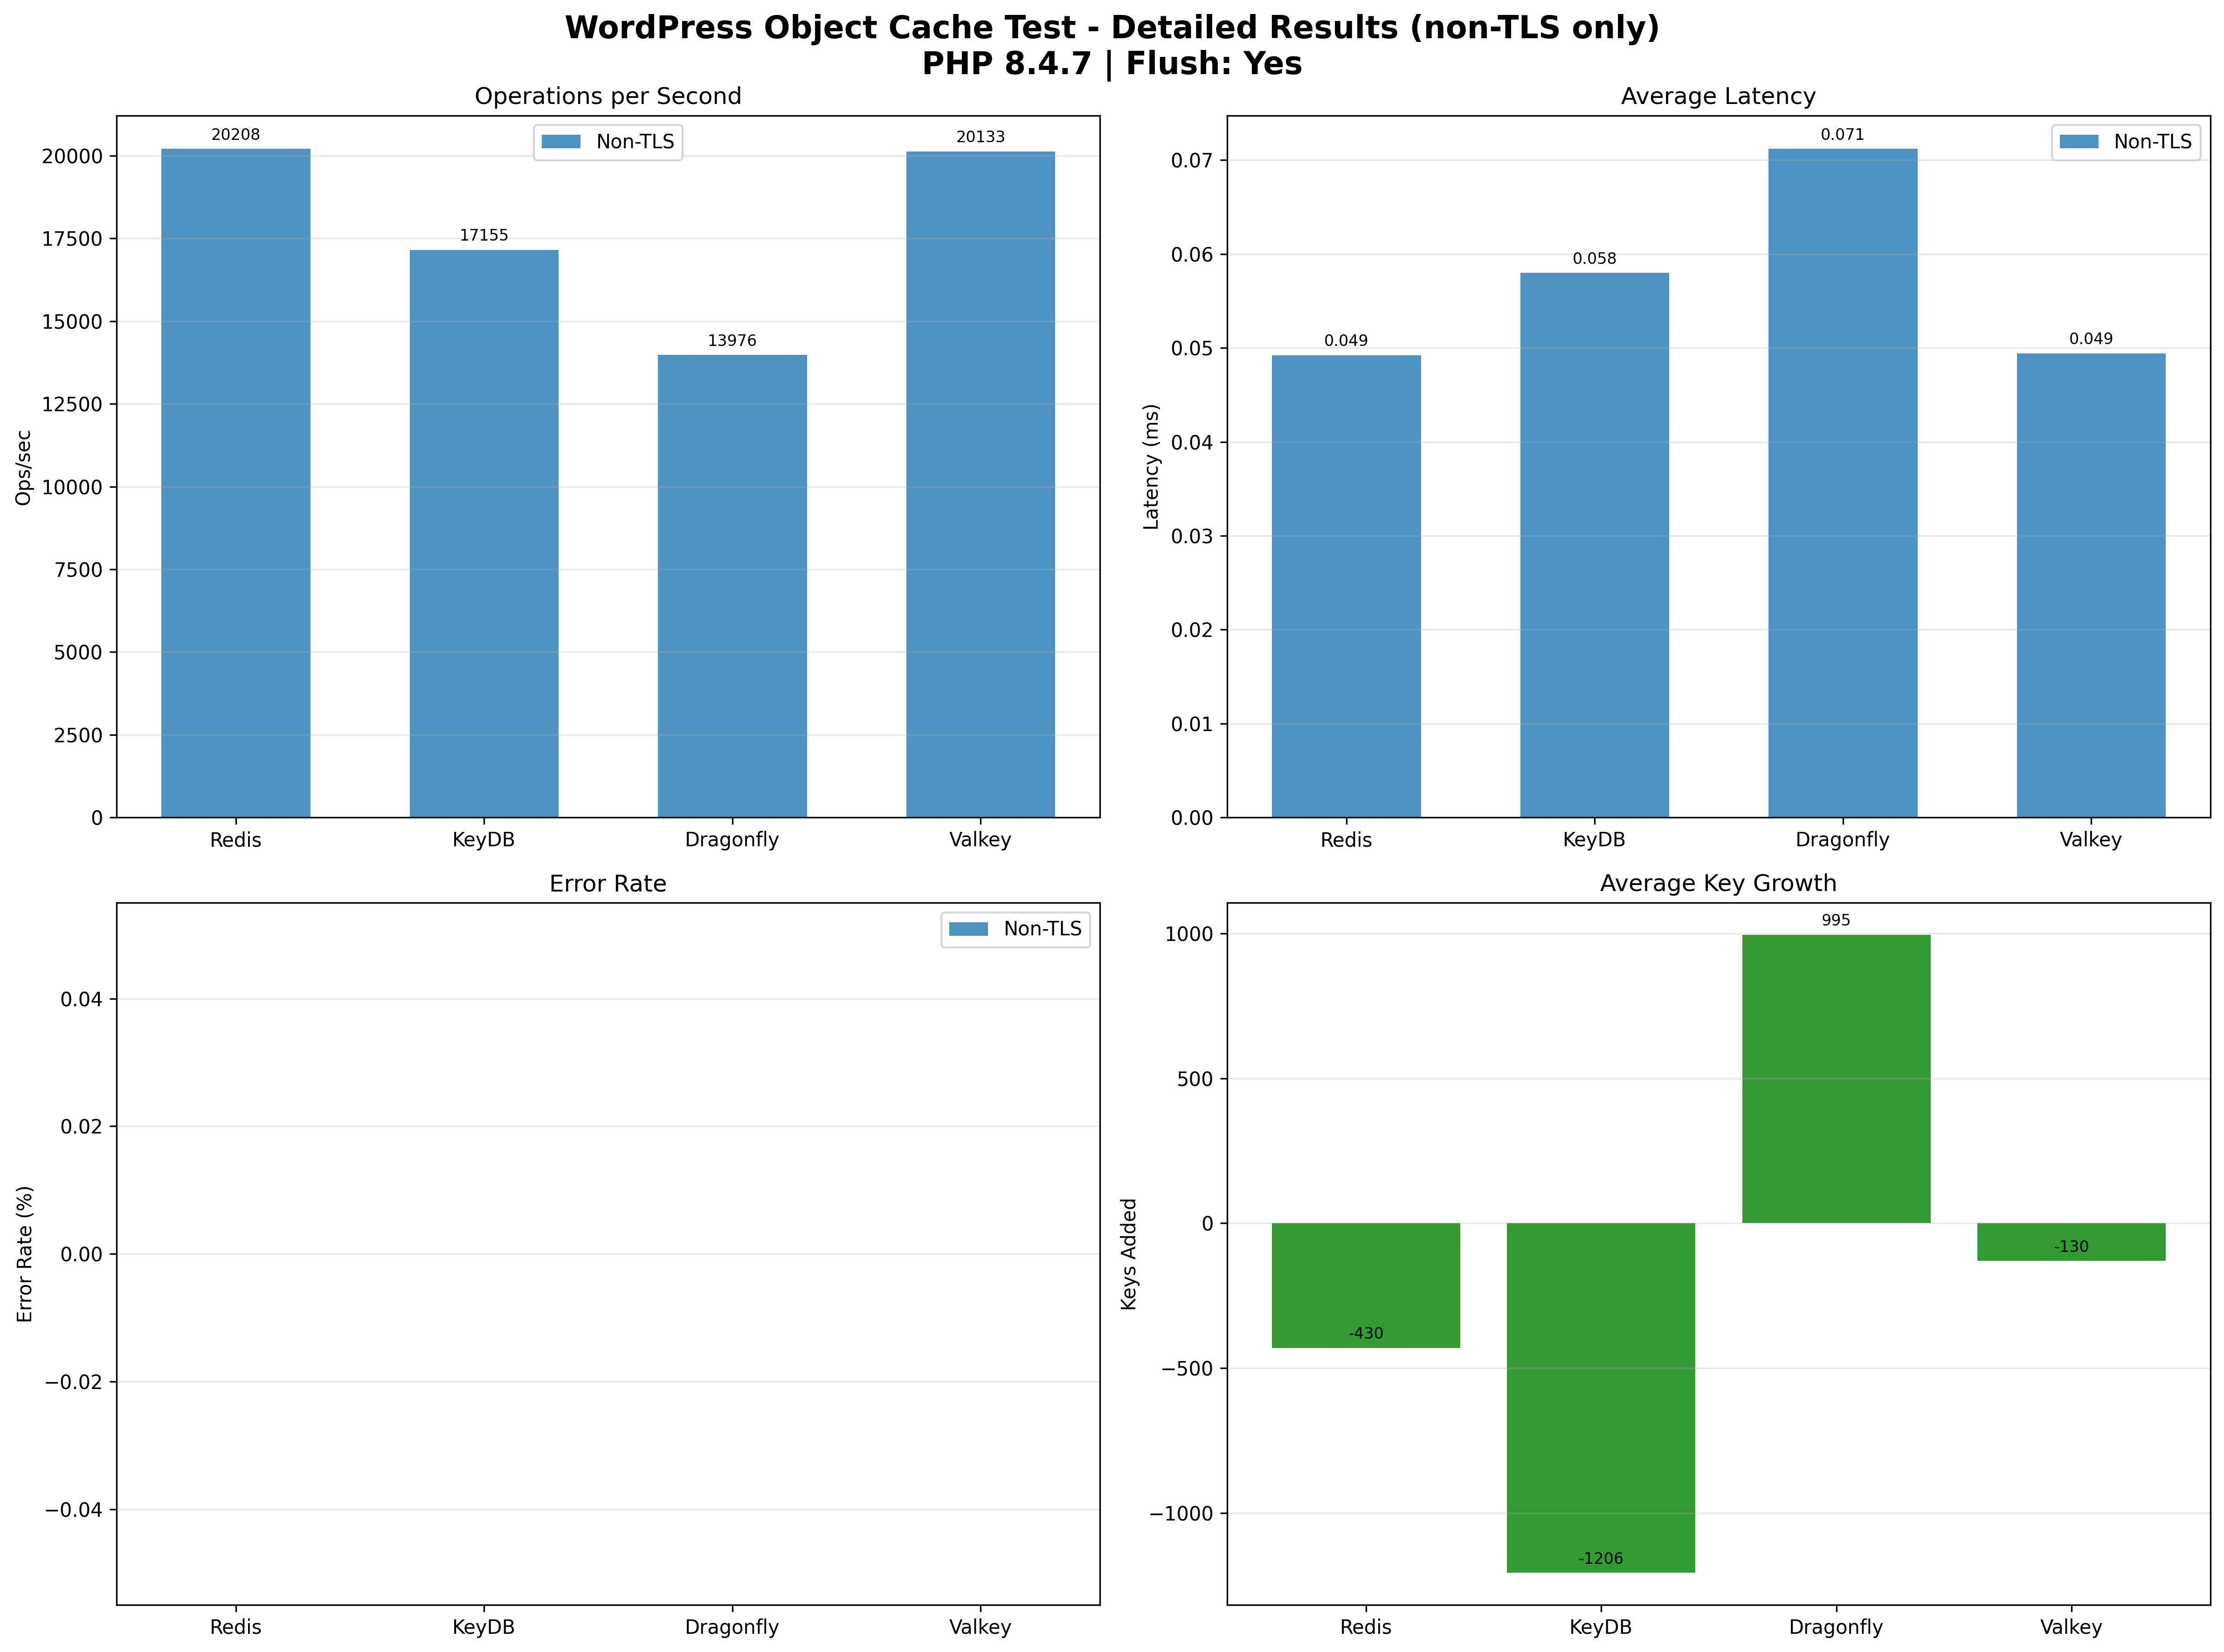 WordPress Object Cache Test - Detailed Results (non-TLS only)
PHP 8.4.7 | Flush: Yes
Operations per Second
Non-TLS
20208
17155
13976
20133
Ops/sec
20000
17500
15000
12500
10000
7500
5000
2500
0
Redis
KeyDB
Dragonfly
Valkey
Average Latency
Non-TLS
0.049
0.058
0.071
0.049
Latency (ms)
0.07
0.06
0.05
0.04
0.03
0.02
0.01
0.00
Redis
KeyDB
Dragonfly
Valkey
Error Rate
Non-TLS
Error Rate (%)
0.04
0.02
0.00
−0.02
−0.04
Redis
KeyDB
Dragonfly
Valkey
Average Key Growth
-430
-1206
995
-130
Keys Added
1000
500
0
−500
−1000
Redis
KeyDB
Dragonfly
Valkey